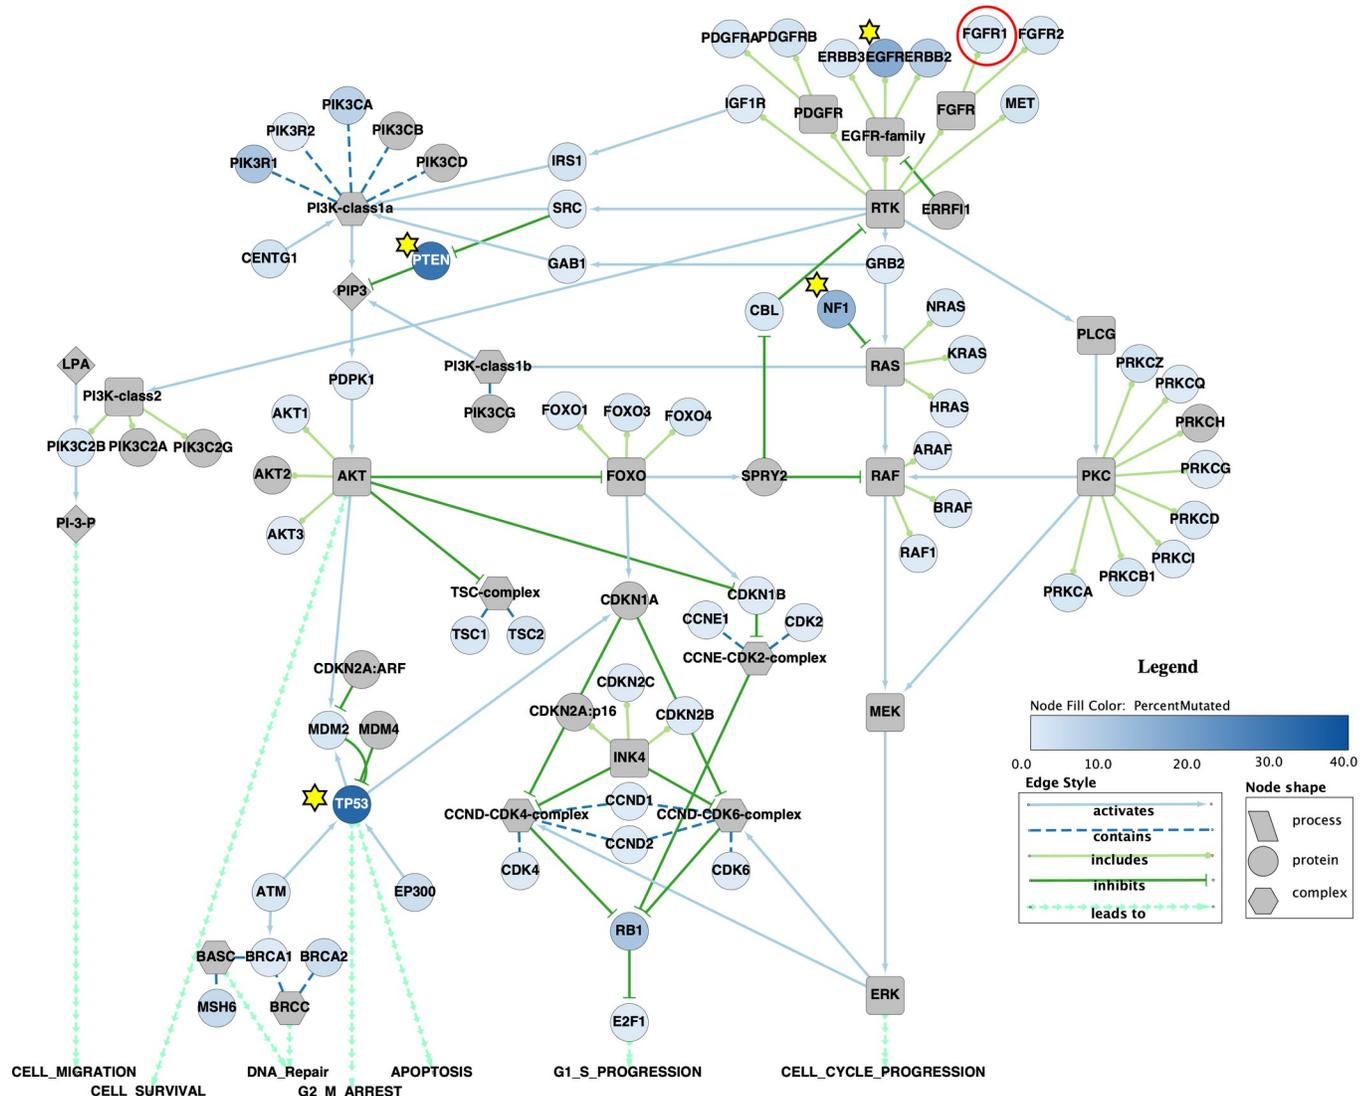 PDGFRA
PDGFRB
ERBB3
EGFR
ERBB2
FGFR1
FGFR2
PIK3CA
PIK3R2
PIK3CB
PIK3R1
PIK3CD
IGF1R
PDGFR
EGFR-family
FGFR
MET
IRS1
PI3K-class1a
SRC
RTK
ERRFI1
CENTG1
PTEN
GAB1
GRB2
PIP3
CBL
NF1
NRAS
PLCG
LPA
PI3K-class2
PDPK1
PI3K-class1b
RAS
KRAS
PRKCZ
PRKCQ
PIK3CG
HRAS
PRKCH
AKT1
FOXO1
FOXO3
FOXO4
PIK3C2B
PIK3C2A
PIK3C2G
ARAF
AKT2
AKT
FOXO
SPRY2
RAF
PKC
PRKCG
PI-3-P
AKT3
BRAF
PRKCD
RAF1
PRKCI
PRKCB1
PRKCA
TSC-complex
CDKN1A
CDKN1B
TSC1
TSC2
CCNE1
CDK2
CCNE-CDK2-complex
CDKN2A:ARF
CDKN2C
CDKN2A:p16
CDKN2B
MEK
MDM2
MDM4
INK4
TP53
CCND1
CCND-CDK4-complex
CCND-CDK6-complex
CCND2
CDK4
CDK6
ATM
EP300
RB1
BASC
BRCA1
BRCA2
MSH6
BRCC
ERK
E2F1
CELL_MIGRATION
CELL_SURVIVAL
DNA_Repair
G2_M_ARREST
APOPTOSIS
G1_S_PROGRESSION
CELL_CYCLE_PROGRESSION
Legend
Node Fill Color: PercentMutated
0.0 10.0 20.0 30.0 40.0
Edge Style
activates
contains
includes
inhibits
leads to
Node shape
process
protein
complex